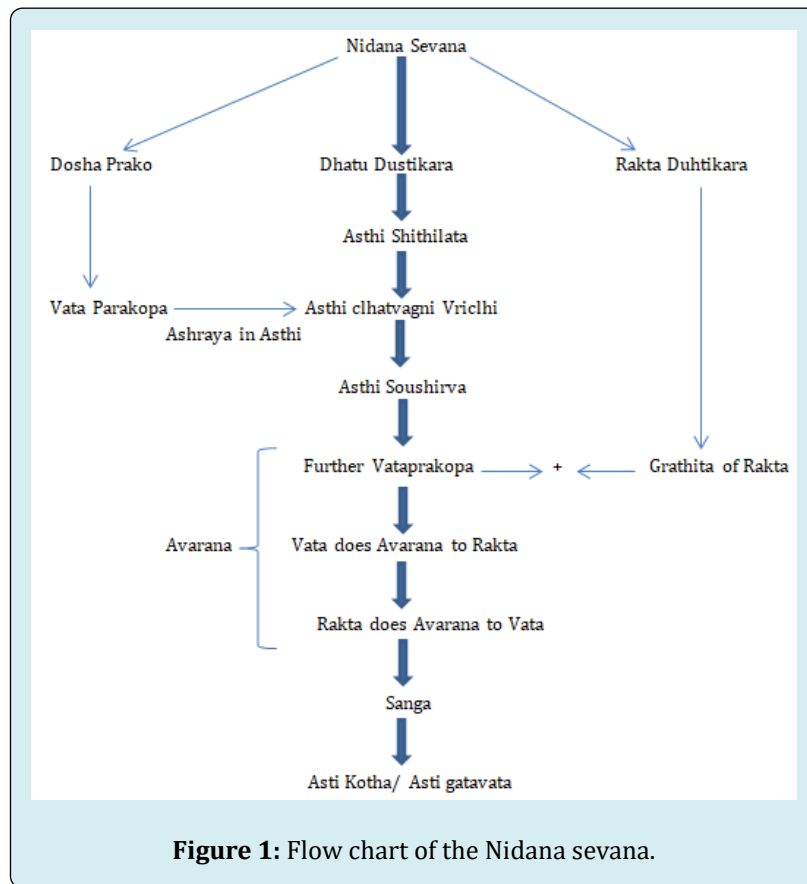 Nidana Sevana
Dosha Prako
Dhatu Dustikara
Rakta Duhtikara
Asthi Shithilata
Vata Parakopa
Asthi clhatvagni Vriclhi
Ashraya in Asthi
Asthi Soushirva
Further Vataprakopa
+
Grathita of Rakta
Avarana
Vata does Avarana to Rakta
Rakta does Avarana to Vata
Sanga
Asti Kotha/ Asti gatavata
Figure 1: Flow chart of the Nidana sevana.